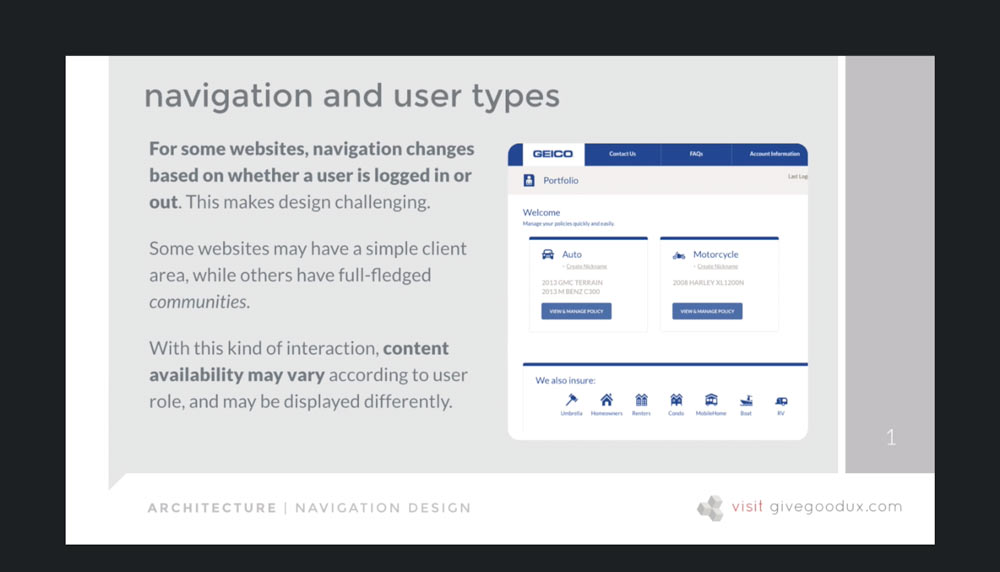 navigation and user types
For some websites, navigation changes
based on whether a user is logged in or
out. This makes design challenging.
Some websites may have a simple client
area, while others have full-fledged
communities.
With this kind of interaction, content
availability may vary according to user
role, and may be displayed differently.
GEICO Contact Us FAQs Account Information
Portfolio Last Log
Welcome
Manage your policies quickly and easily.
Auto Motorcycle
Create Nickname Create Nickname
2013 GMC TERRAIN 2008 HARLEY XL1200N
2013 M BENZ C300
VIEW & MANAGE POLICY VIEW & MANAGE POLICY
We also insure:
Umbrella Homeowners Renters Condo MobileHome Boat RV
1
ARCHITECTURE | NAVIGATION DESIGN visit givegoodux.com